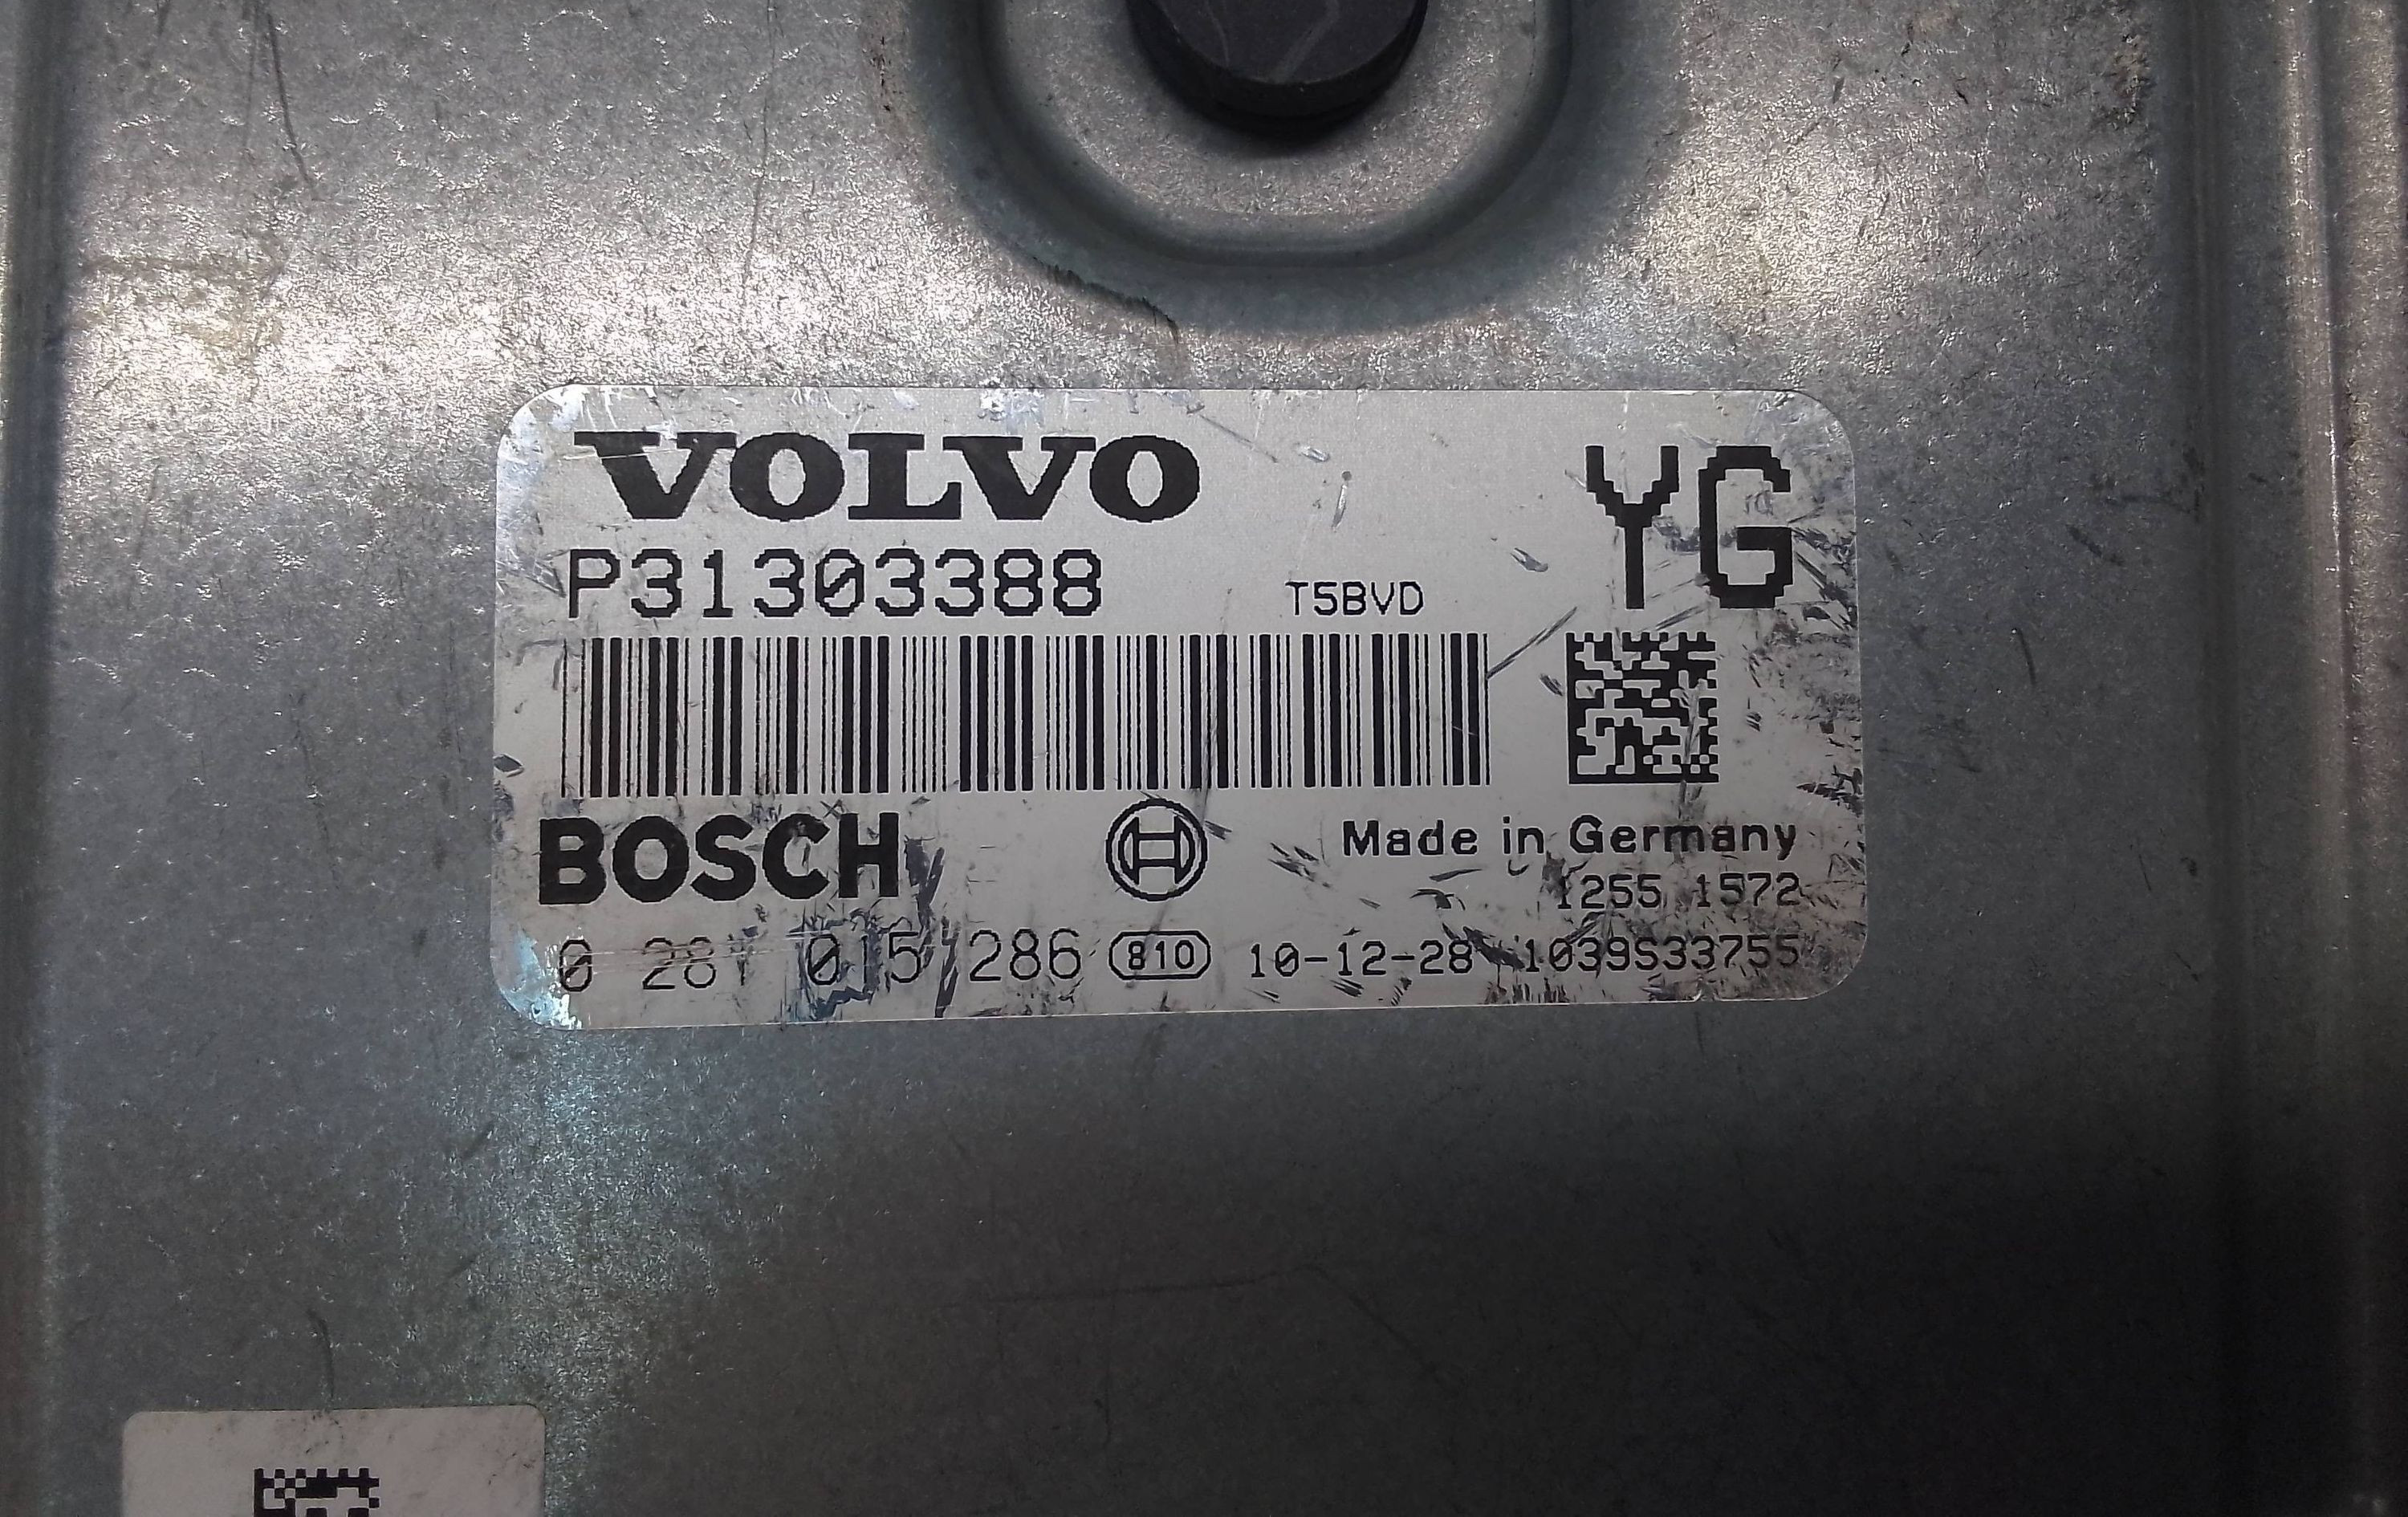 VOLVO
YG
P31303388
T5BVD
BOSCH
Made in Germany
1255 1572
0 281 015 286 810 10-12-28 1039S33755